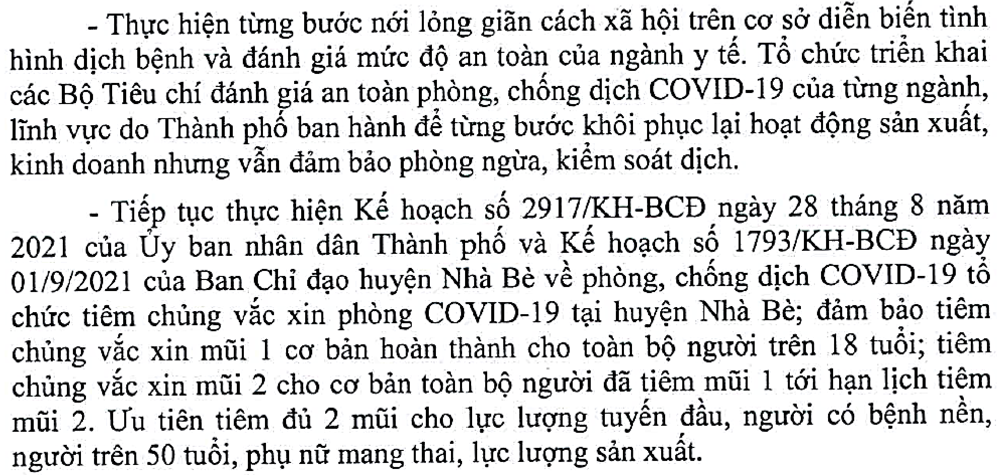 - Thực hiện từng bước nới lỏng giãn cách xã hội trên cơ sở diễn biến tình
hình dịch bệnh và đánh giá mức độ an toàn của ngành y tế. Tổ chức triển khai
các Bộ Tiêu chí đánh giá an toàn phòng, chống dịch COVID-19 của từng ngành,
lĩnh vực do Thành phố ban hành để từng bước khôi phục lại hoạt động sản xuất,
kinh doanh nhưng vẫn đảm bảo phòng ngừa, kiểm soát dịch.
- Tiếp tục thực hiện Kế hoạch số 2917/KH-BCĐ ngày 28 tháng 8 năm
2021 của Ủy ban nhân dân Thành phố và Kế hoạch số 1793/KH-BCĐ ngày
01/9/2021 của Ban Chỉ đạo huyện Nhà Bè về phòng, chống dịch COVID-19 tổ
chức tiêm chủng vắc xin phòng COVID-19 tại huyện Nhà Bè; đảm bảo tiêm
chủng vắc xin mũi 1 cơ bản hoàn thành cho toàn bộ người trên 18 tuổi; tiêm
chủng vắc xin mũi 2 cho cơ bản toàn bộ người đã tiêm mũi 1 tới hạn lịch tiêm
mũi 2. Ưu tiên tiêm đủ 2 mũi cho lực lượng tuyến đầu, người có bệnh nền,
người trên 50 tuổi, phụ nữ mang thai, lực lượng sản xuất.